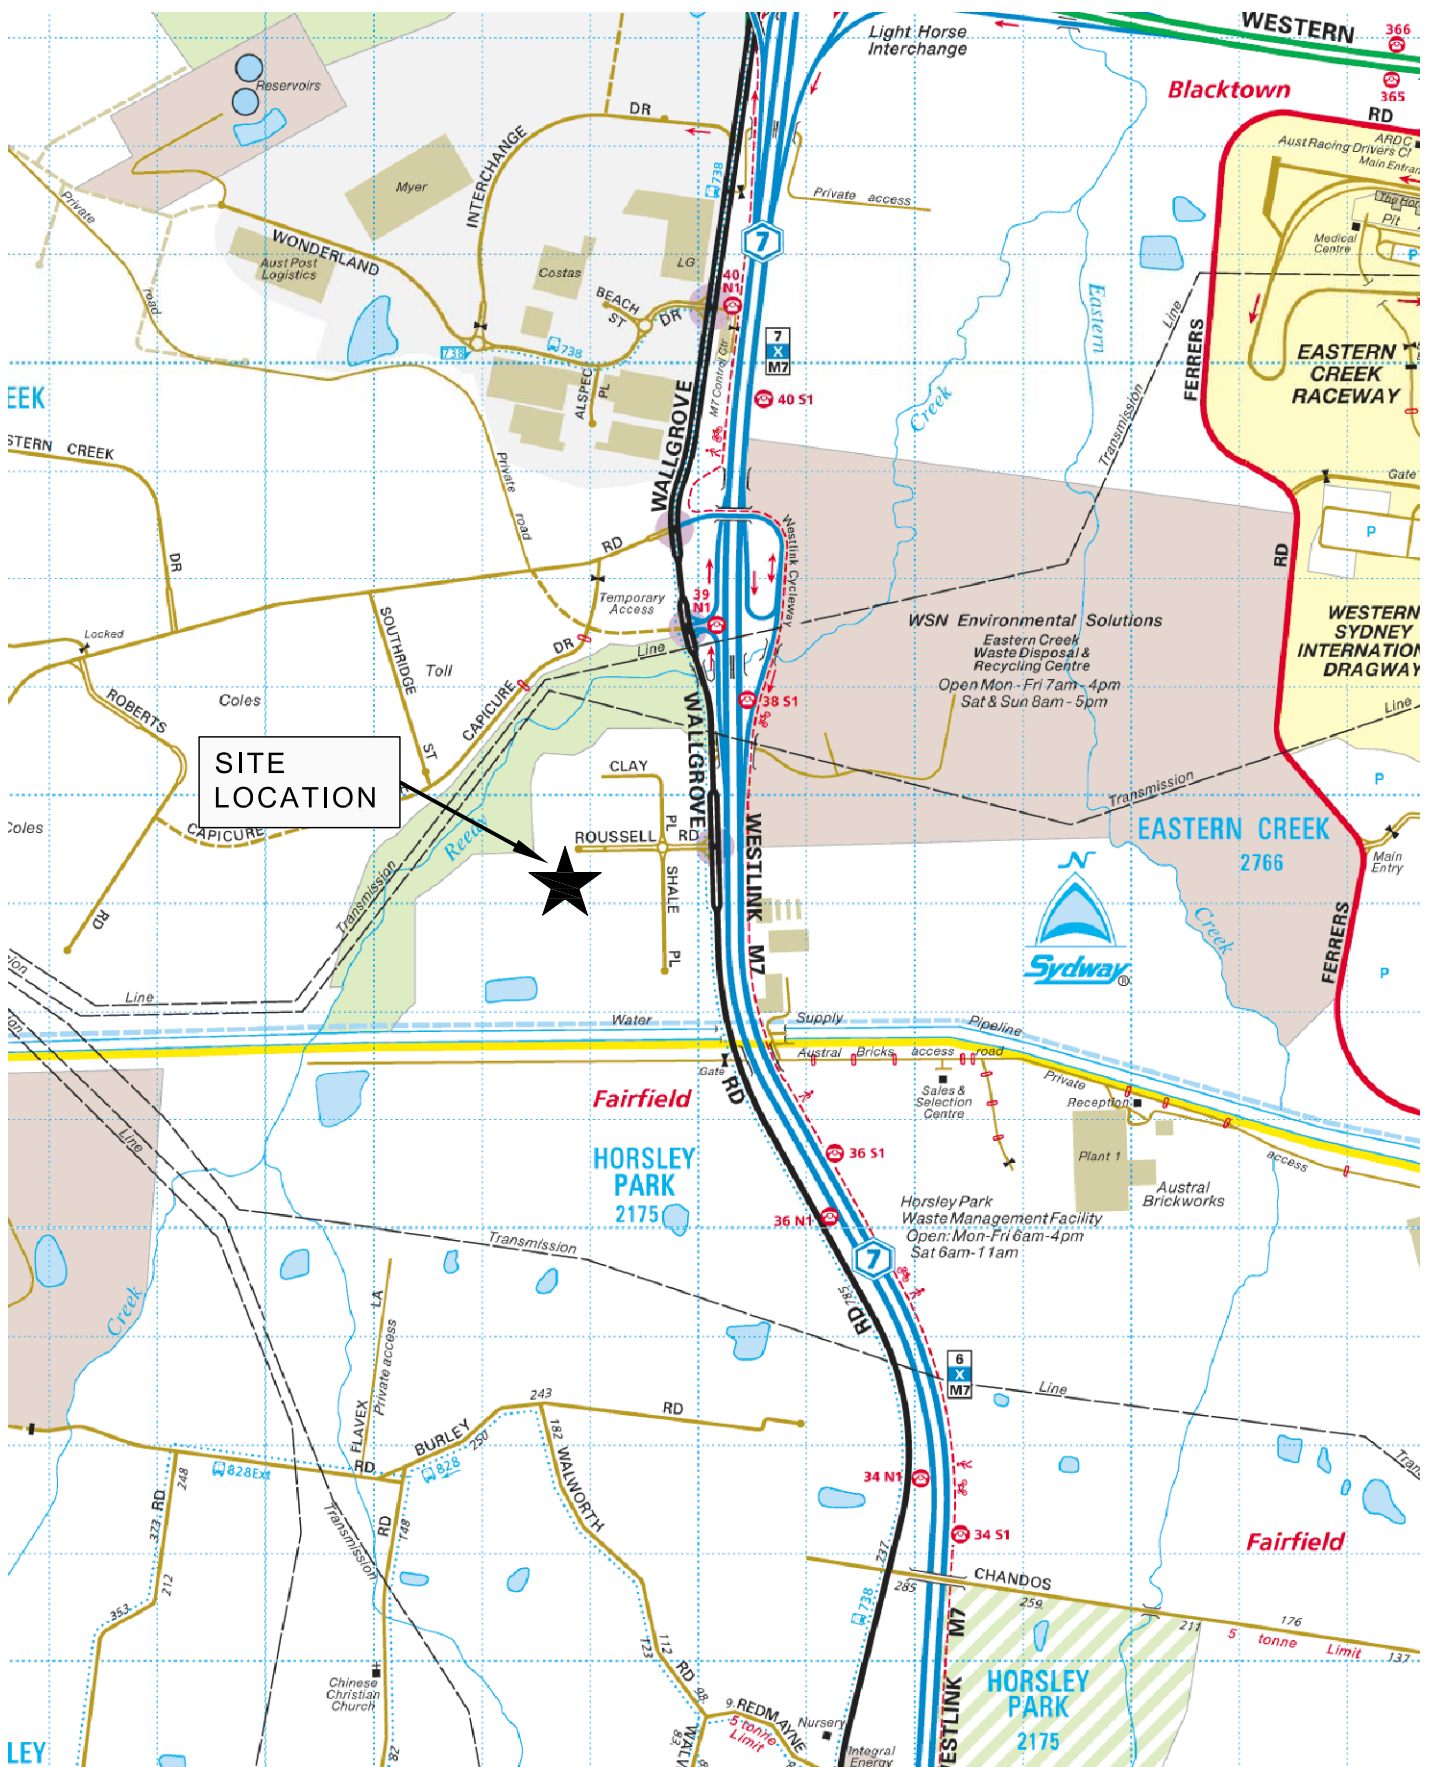 WESTERN
366
365
Light Horse
Interchange
Blacktown
RD
ARDC
Aust Racing Drivers Cl
Main Entran
The Hor
Pit
Medical
Centre
P
Reservoirs
DR
INTERCHANGE
Myer
738
Private access
Private
road
WONDERLAND
Aust Post
Logistics
Costas
LG
BEACH
ST
DR
40
N1
7
738
738
7
X
M7
M7 Control Ctr
40 S1
ALSPEC
PL
WALLGROVE
Eastern
Creek
Line
Transmission
FERRERS
EASTERN
CREEK
RACEWAY
Gate
P
RD
EEK
STERN CREEK
DR
Private
road
RD
Temporary
Access
39
N1
Westlink Cycleway
WSN Environmental Solutions
Eastern Creek
Waste Disposal &
Recycling Centre
Open Mon - Fri 7am - 4pm
Sat & Sun 8am - 5pm
WESTERN
SYDNEY
INTERNATION
DRAGWAY
Line
Locked
SOUTHRIDGE
ST
Toll
DR
Line
CAPICURE
ROBERTS
Coles
38 S1
WALLGROVE
SITE
LOCATION
CLAY
PL
Transmission
P
Coles
CAPICURE
Reedy
ROUSSELL RD
WESTLINK M7
EASTERN CREEK
2766
Main
Entry
RD
Transmission
SHALE
PL
Creek
FERRERS
P
Sydway
®
Line
Water Supply Pipeline
Austral Bricks access road
Gate
RD
Sales &
Selection
Centre
Private
Reception
Fairfield
Line
HORSLEY
PARK
2175
36 S1
Plant 1
access
Austral
Brickworks
36 N1
Horsley Park
Waste Management Facility
Open: Mon-Fri 6am-4pm
Sat 6am-11am
7
Transmission
Creek
785
RD
LA
Private access
FLAVEX
6
X
M7
Line
243
RD
BURLEY
250
182
WALWORTH
RD
828Ext
828
248
RD
373
212
353
RD
148
Transmission
34 N1
34 S1
Fairfield
237
285
CHANDOS
259
211
176
5 tonne Limit
137
738
M7
WESTLINK
HORSLEY
PARK
2175
112
123
RD
98
9
REDMAYNE
5 tonne
Limit
Nursery
Integral
Energy
Chinese
Christian
Church
82
83
WALV
LEY